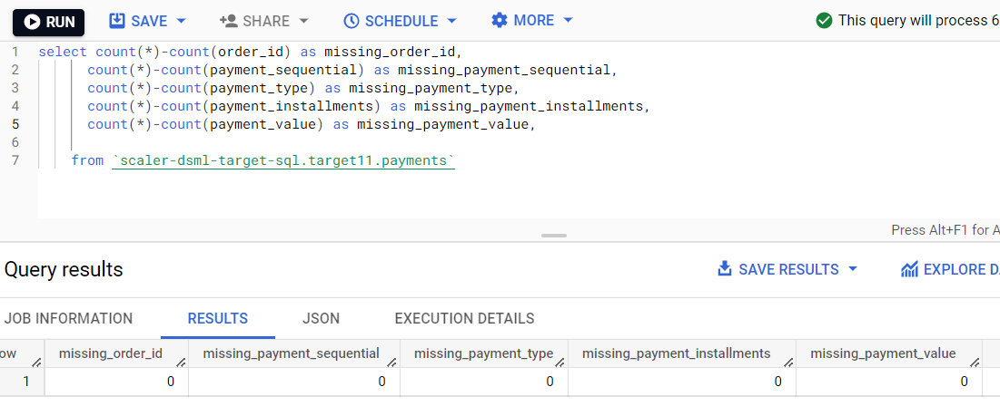 RUN SAVE SHARE SCHEDULE MORE This query will process 6
1 select count(*)-count(order_id) as missing_order_id,
2 count(*)-count(payment_sequential) as missing_payment_sequential,
3 count(*)-count(payment_type) as missing_payment_type,
4 count(*)-count(payment_installments) as missing_payment_installments,
5 count(*)-count(payment_value) as missing_payment_value,
6
7 from `scaler-dsml-target-sql.target11.payments`
Press Alt+F1 for A
Query results SAVE RESULTS EXPLORE D
JOB INFORMATION RESULTS JSON EXECUTION DETAILS
ow missing_order_id missing_payment_sequential missing_payment_type missing_payment_installments missing_payment_value
1 0 0 0 0 0